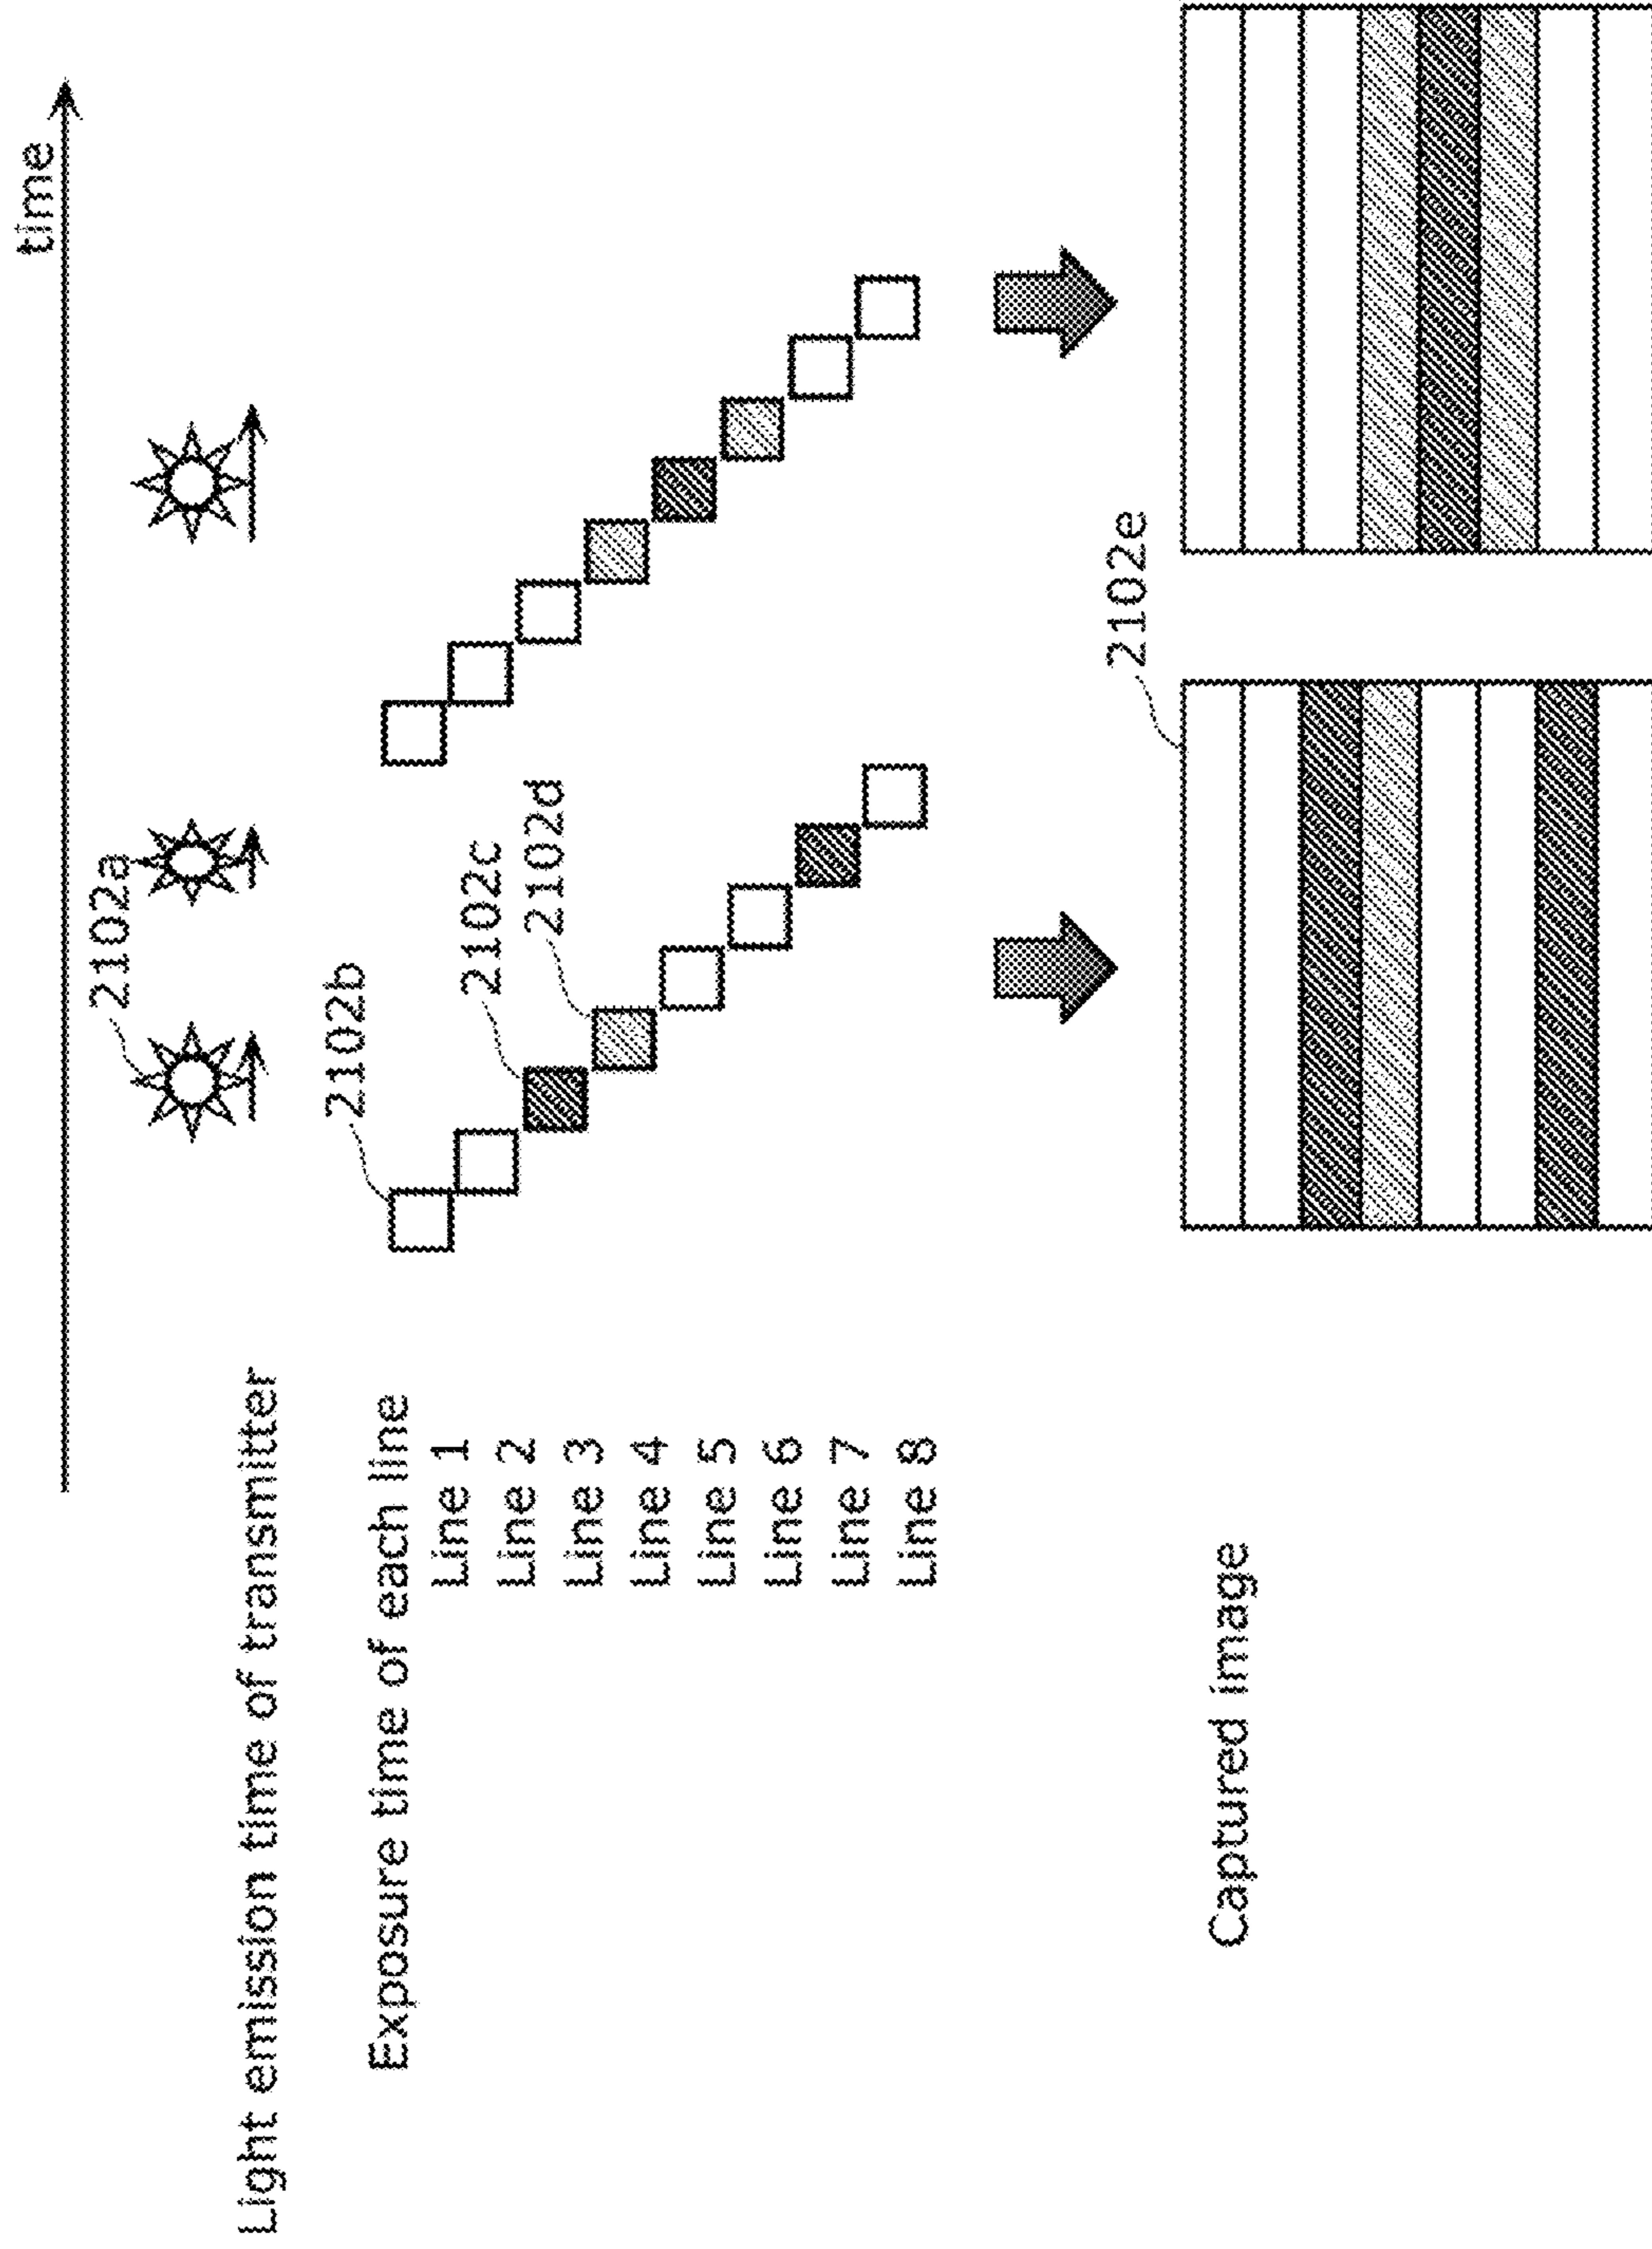 time
2102a
Light emission time of transmitter
2102b
Exposure time of each line
Line 1
2102c
Line 2
2102d
Line 3
Line 4
Line 5
Line 6
Line 7
Line 8
2102e
Captured image